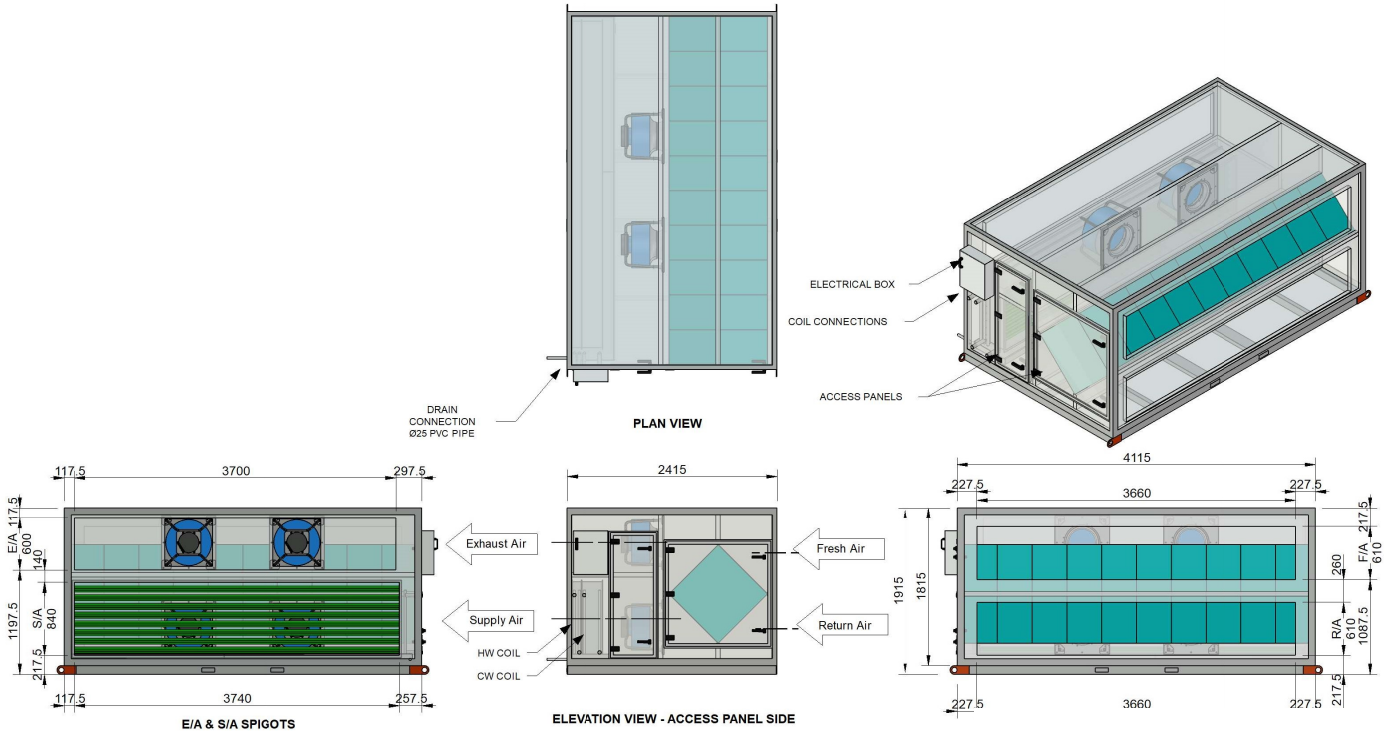 ELECTRICAL BOX
COIL CONNECTIONS
ACCESS PANELS
DRAIN
CONNECTION
Ø25 PVC PIPE
PLAN VIEW
117.5
3700
297.5
117.5
E/A
600
140
1197.5
S/A
840
217.5
117.5
3740
257.5
E/A & S/A SPIGOTS
2415
Exhaust Air
Supply Air
Fresh Air
Return Air
HW COIL
CW COIL
ELEVATION VIEW - ACCESS PANEL SIDE
4115
227.5
3660
227.5
1915
1815
217.5
F/A
610
260
R/A
610
1087.5
217.5
227.5
3660
227.5